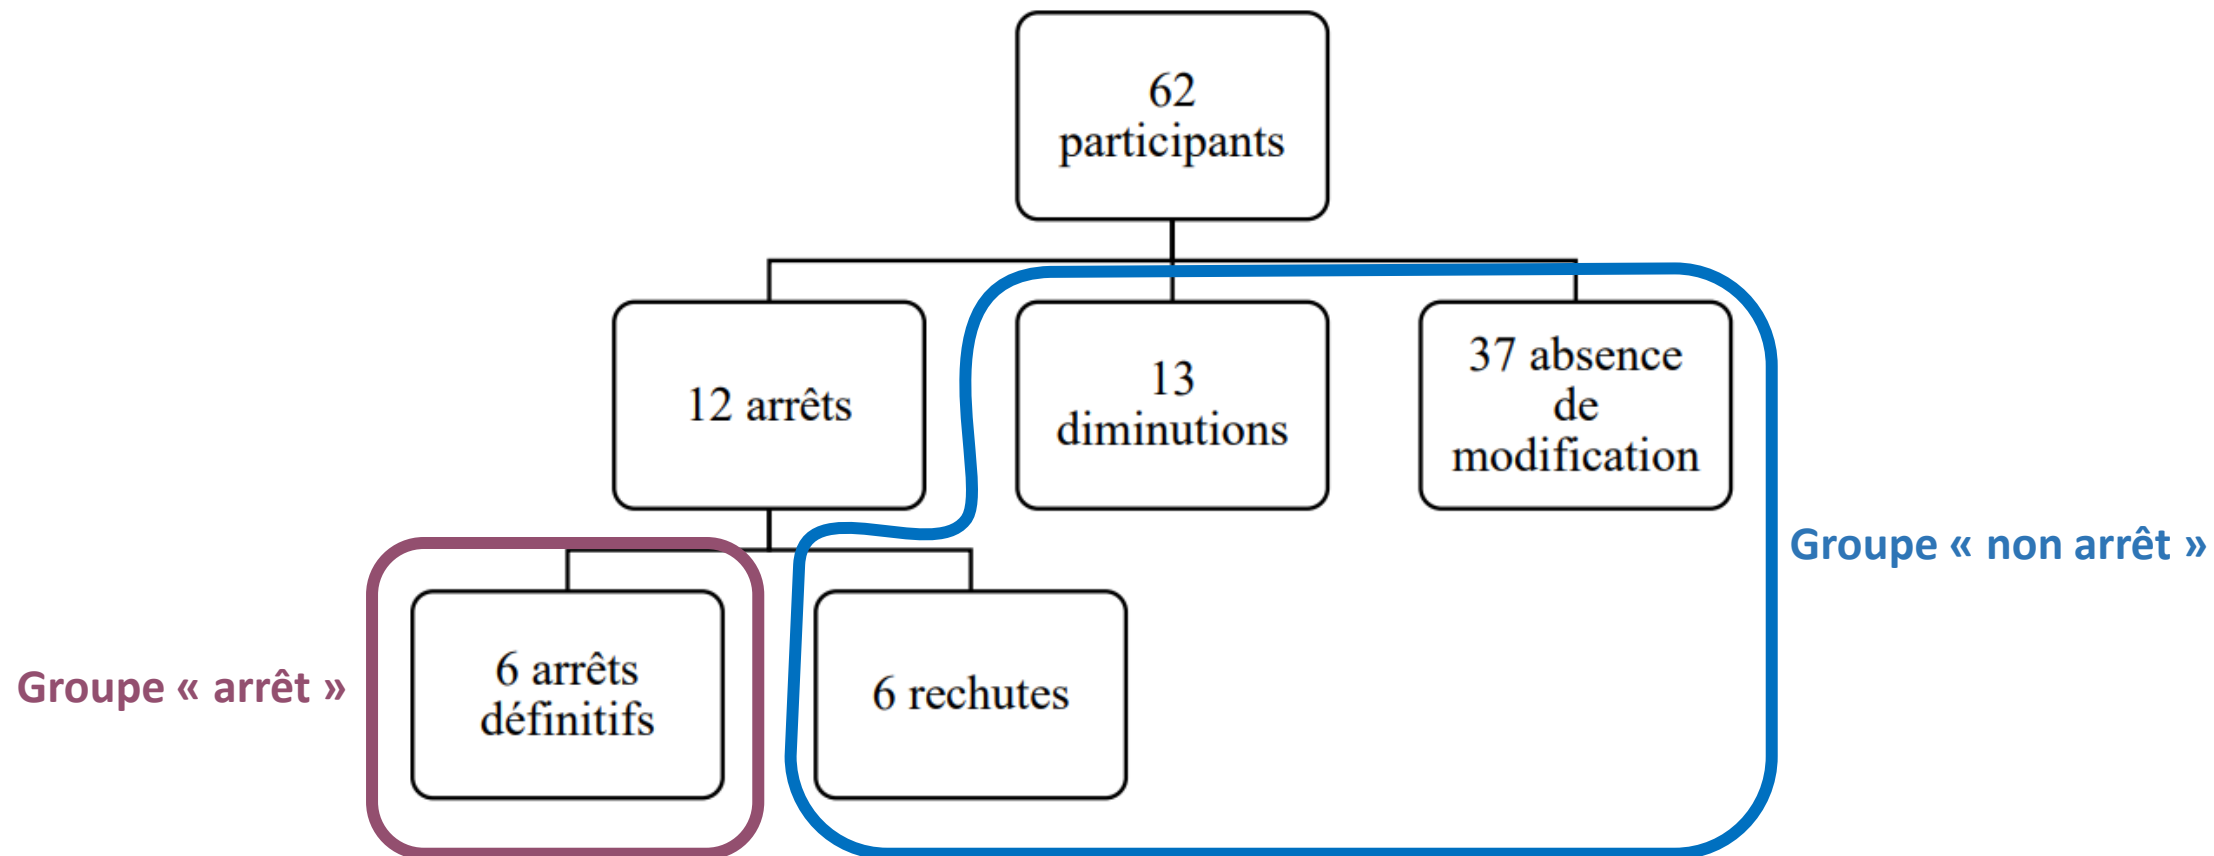 62
participants
12 arrêts
13
diminutions
37 absence
de
modification
Groupe « non arrêt »
Groupe « arrêt »
6 arrêts
définitifs
6 rechutes